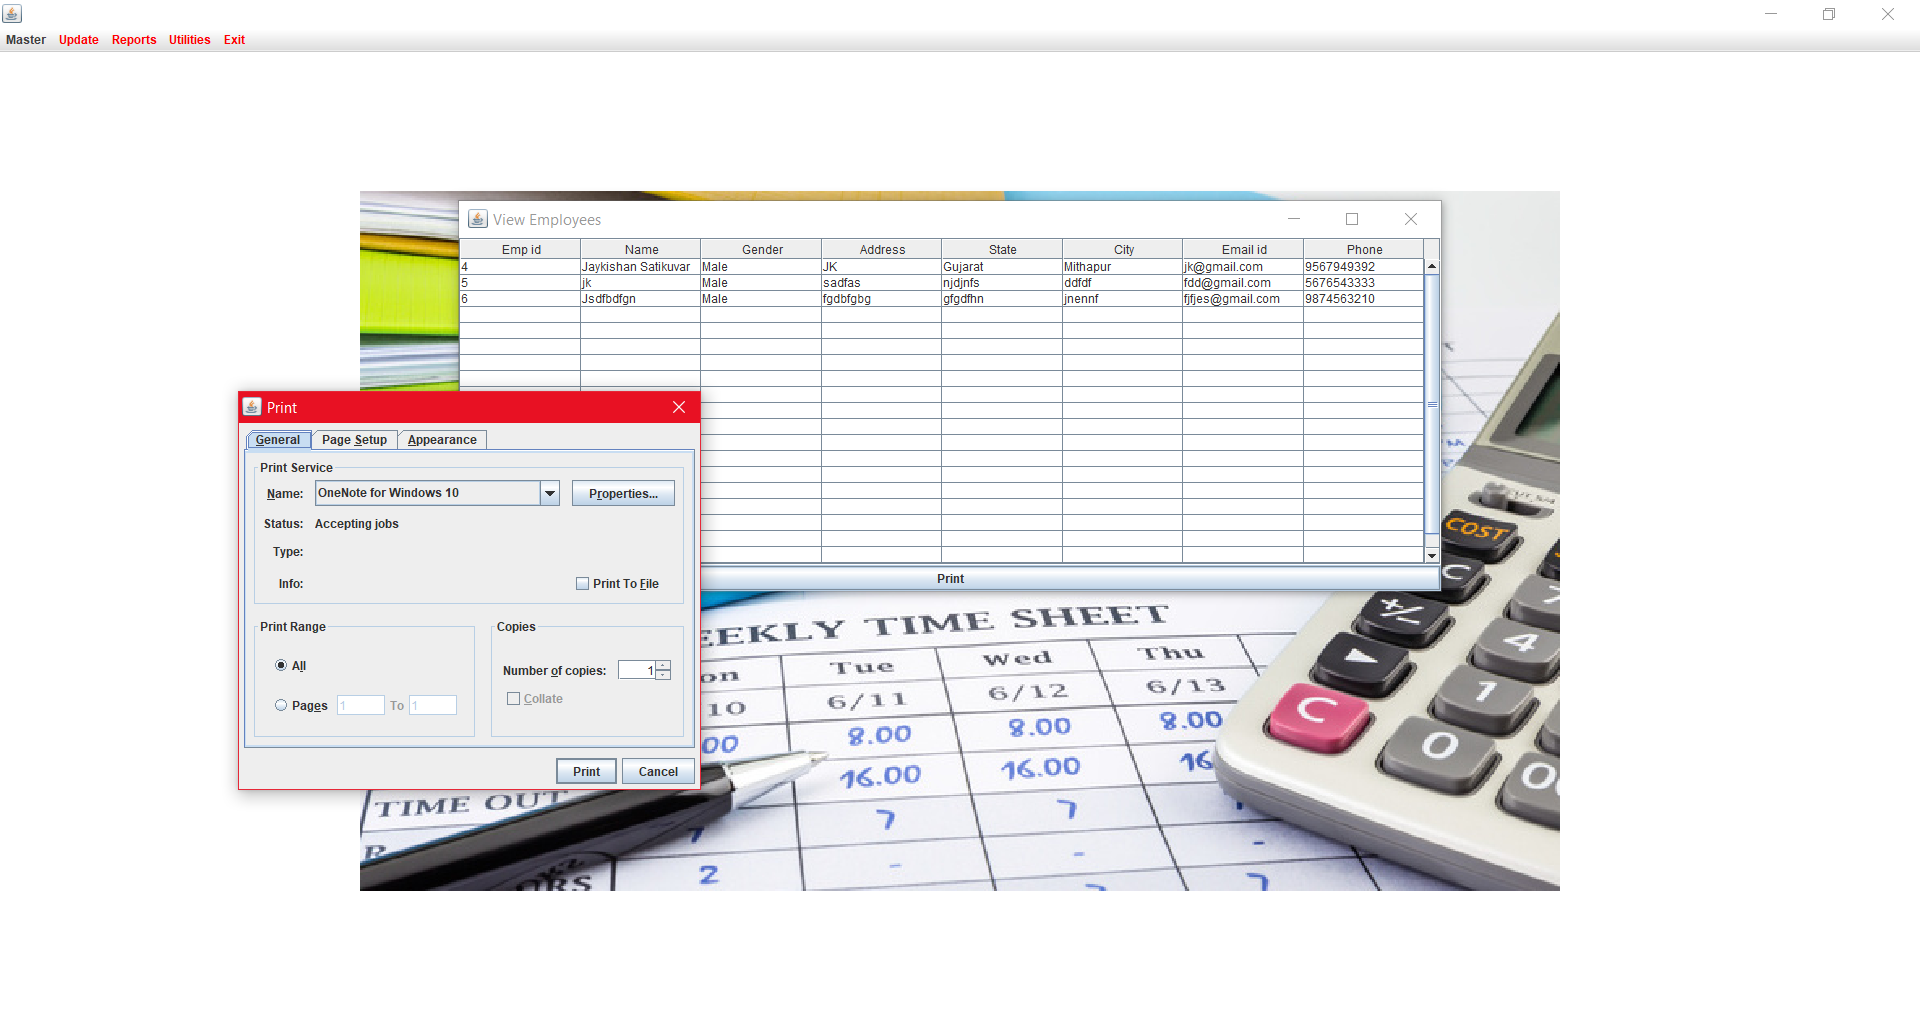 Master Update Reports Utilities Exit
View Employees
Emp id Name Gender Address State City Email id Phone
4 Jaykishan Satikuvar Male JK Gujarat Mithapur jk@gmail.com 9567949392
5 jk Male sadfas njdjnfs ddfdf fdd@gmail.com 5676543333
6 Jsdfbdfgn Male fgdbfgbg gfgdfhn jnennf fjfjes@gmail.com 9874563210
Print
Print
General Page Setup Appearance
Print Service
Name: OneNote for Windows 10 Properties...
Status: Accepting jobs
Type:
Info: Print To File
Print Range
All
Pages 1 To 1
Copies
Number of copies: 1
Collate
Print Cancel
EEKLY TIME SHEET
on Tue Wed Thu
10 6/11 6/12 6/13
00 8.00 8.00 8.00
16.00 16.00 16
TIME OUT
7 7 7
R
2 - - -
ORS
COST
C
+/-
4
1
C
0